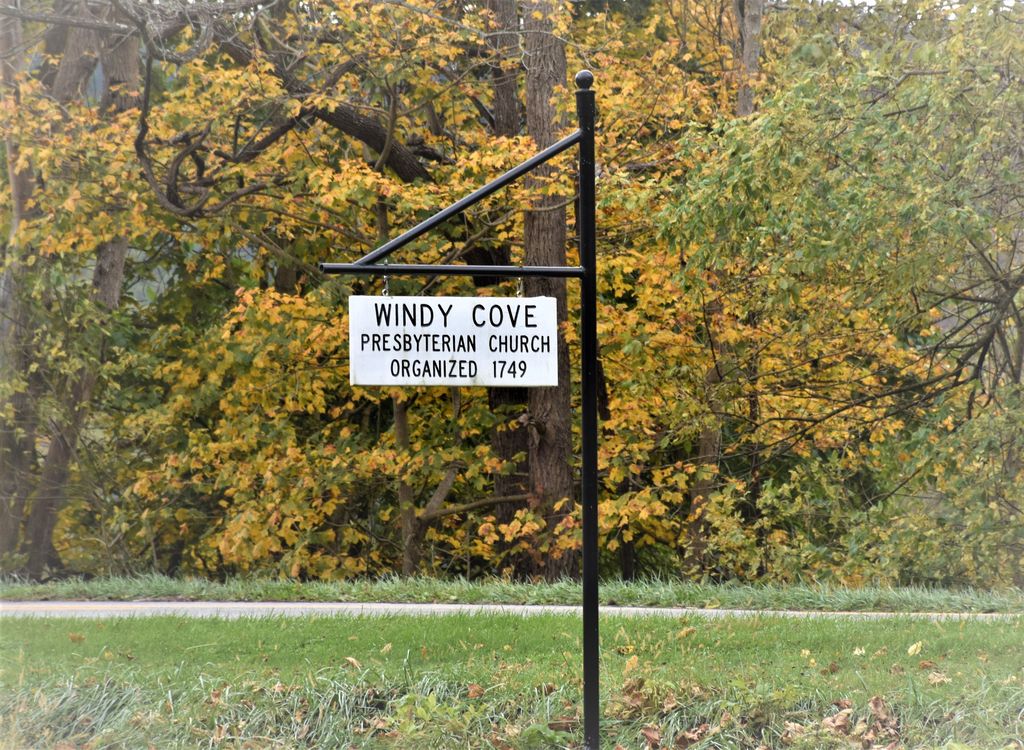 WINDY COVE
PRESBYTERIAN CHURCH
ORGANIZED 1749